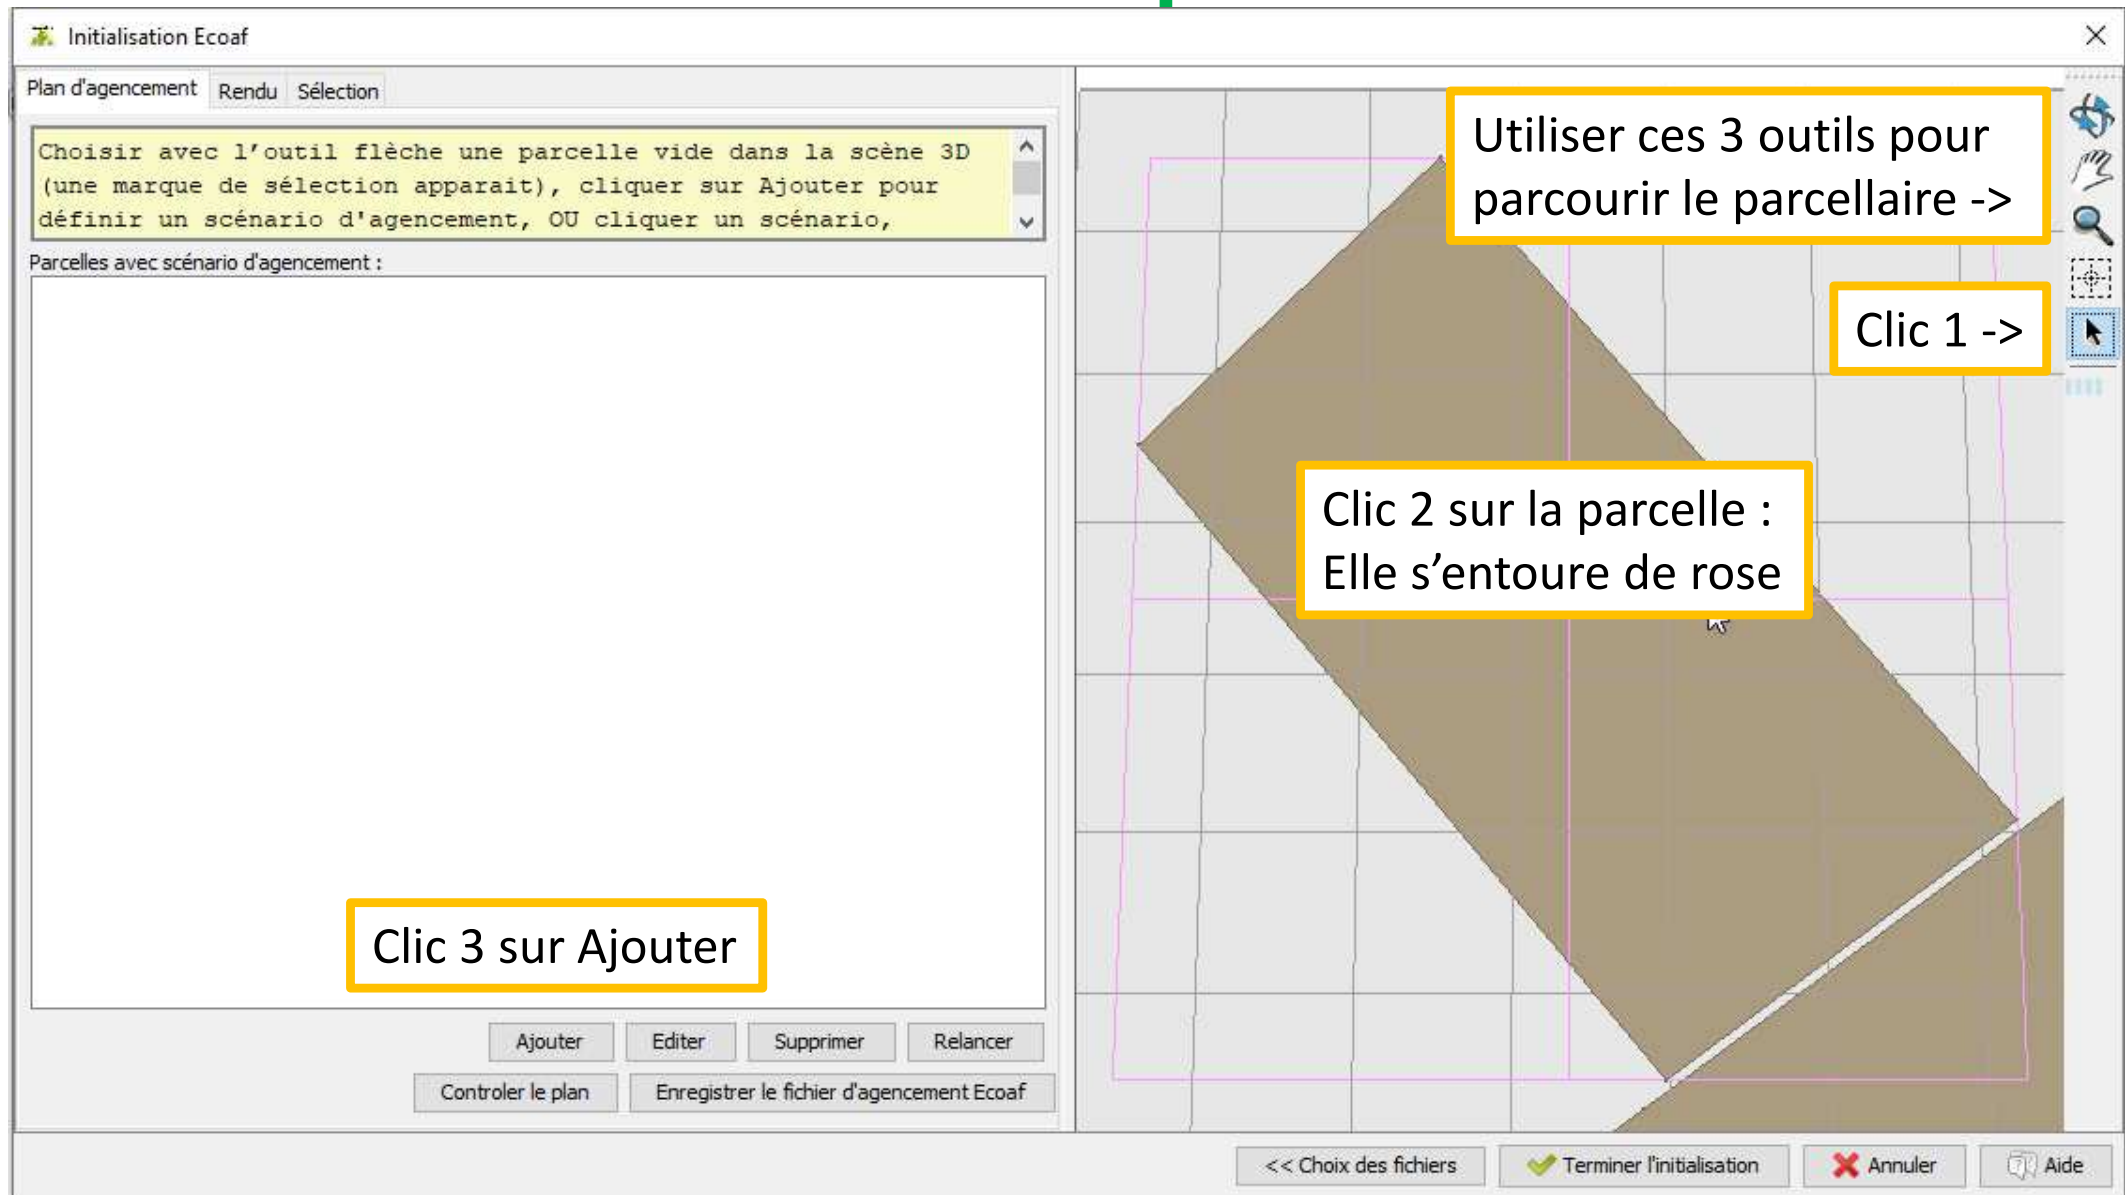 Initialisation Ecoaf
Plan d'agencement Rendu Sélection
Choisir avec l’outil flèche une parcelle vide dans la scène 3D
(une marque de sélection apparait), cliquer sur Ajouter pour
définir un scénario d'agencement, OU cliquer un scénario,
Parcelles avec scénario d'agencement :
Utiliser ces 3 outils pour
parcourir le parcellaire ->
Clic 1 ->
Clic 2 sur la parcelle :
Elle s’entoure de rose
Clic 3 sur Ajouter
Ajouter Editer Supprimer Relancer
Controler le plan Enregistrer le fichier d'agencement Ecoaf
<< Choix des fichiers Terminer l'initialisation Annuler Aide